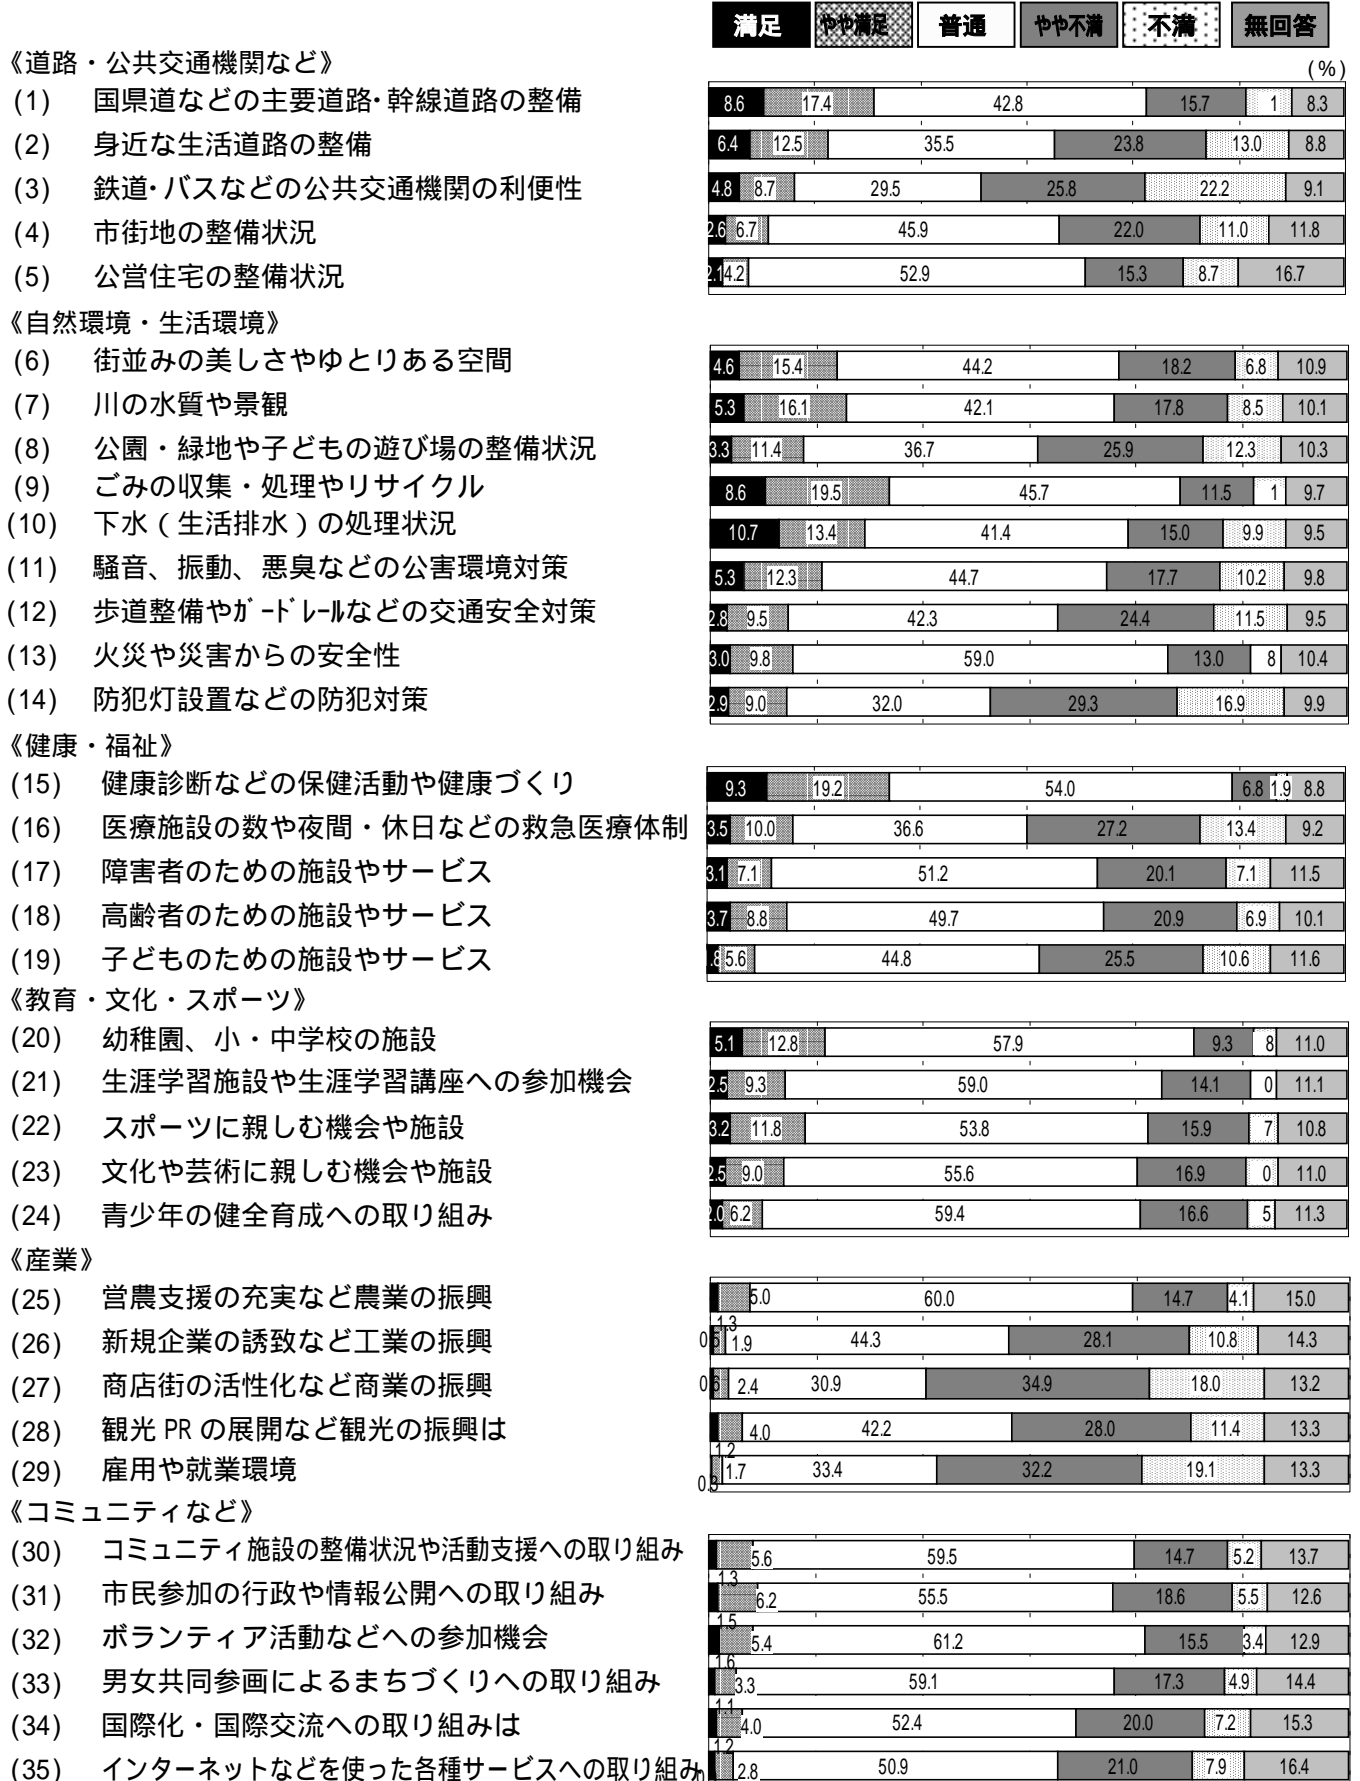 満足 やや満足 普通 やや不満 不満 無回答
《道路・公共交通機関など》 (%)
(1) 国県道などの主要道路・幹線道路の整備 8.6 17.4 42.8 15.7 1 8.3
(2) 身近な生活道路の整備 6.4 12.5 35.5 23.8 13.0 8.8
(3) 鉄道・バスなどの公共交通機関の利便性 4.8 8.7 29.5 25.8 22.2 9.1
(4) 市街地の整備状況 2.6 6.7 45.9 22.0 11.0 11.8
(5) 公営住宅の整備状況 2.1 4.2 52.9 15.3 8.7 16.7
《自然環境・生活環境》
(6) 街並みの美しさやゆとりある空間 4.6 15.4 44.2 18.2 6.8 10.9
(7) 川の水質や景観 5.3 16.1 42.1 17.8 8.5 10.1
(8) 公園・緑地や子どもの遊び場の整備状況 3.3 11.4 36.7 25.9 12.3 10.3
(9) ごみの収集・処理やリサイクル 8.6 19.5 45.7 11.5 1 9.7
(10) 下水（生活排水）の処理状況 10.7 13.4 41.4 15.0 9.9 9.5
(11) 騒音、振動、悪臭などの公害環境対策 5.3 12.3 44.7 17.7 10.2 9.8
(12) 歩道整備やｶﾞｰﾄﾞﾚｰﾙなどの交通安全対策 2.8 9.5 42.3 24.4 11.5 9.5
(13) 火災や災害からの安全性 3.0 9.8 59.0 13.0 8 10.4
(14) 防犯灯設置などの防犯対策 2.9 9.0 32.0 29.3 16.9 9.9
《健康・福祉》
(15) 健康診断などの保健活動や健康づくり 9.3 19.2 54.0 6.8 1.9 8.8
(16) 医療施設の数や夜間・休日などの救急医療体制 3.5 10.0 36.6 27.2 13.4 9.2
(17) 障害者のための施設やサービス 3.1 7.1 51.2 20.1 7.1 11.5
(18) 高齢者のための施設やサービス 3.7 8.8 49.7 20.9 6.9 10.1
(19) 子どものための施設やサービス .8 5.6 44.8 25.5 10.6 11.6
《教育・文化・スポーツ》
(20) 幼稚園、小・中学校の施設 5.1 12.8 57.9 9.3 8 11.0
(21) 生涯学習施設や生涯学習講座への参加機会 2.5 9.3 59.0 14.1 0 11.1
(22) スポーツに親しむ機会や施設 3.2 11.8 53.8 15.9 7 10.8
(23) 文化や芸術に親しむ機会や施設 2.5 9.0 55.6 16.9 0 11.0
(24) 青少年の健全育成への取り組み 2.0 6.2 59.4 16.6 5 11.3
《産業》
(25) 営農支援の充実など農業の振興 1.3 5.0 60.0 14.7 4.1 15.0
(26) 新規企業の誘致など工業の振興 0.5 1.9 44.3 28.1 10.8 14.3
(27) 商店街の活性化など商業の振興 0.6 2.4 30.9 34.9 18.0 13.2
(28) 観光 PR の展開など観光の振興は 1.2 4.0 42.2 28.0 11.4 13.3
(29) 雇用や就業環境 0.3 1.7 33.4 32.2 19.1 13.3
《コミュニティなど》
(30) コミュニティ施設の整備状況や活動支援への取り組み 1.3 5.6 59.5 14.7 5.2 13.7
(31) 市民参加の行政や情報公開への取り組み 1.5 6.2 55.5 18.6 5.5 12.6
(32) ボランティア活動などへの参加機会 1.6 5.4 61.2 15.5 3.4 12.9
(33) 男女共同参画によるまちづくりへの取り組み 1.1 3.3 59.1 17.3 4.9 14.4
(34) 国際化・国際交流への取り組みは 1.2 4.0 52.4 20.0 7.2 15.3
(35) インターネットなどを使った各種サービスへの取り組み 2.8 50.9 21.0 7.9 16.4